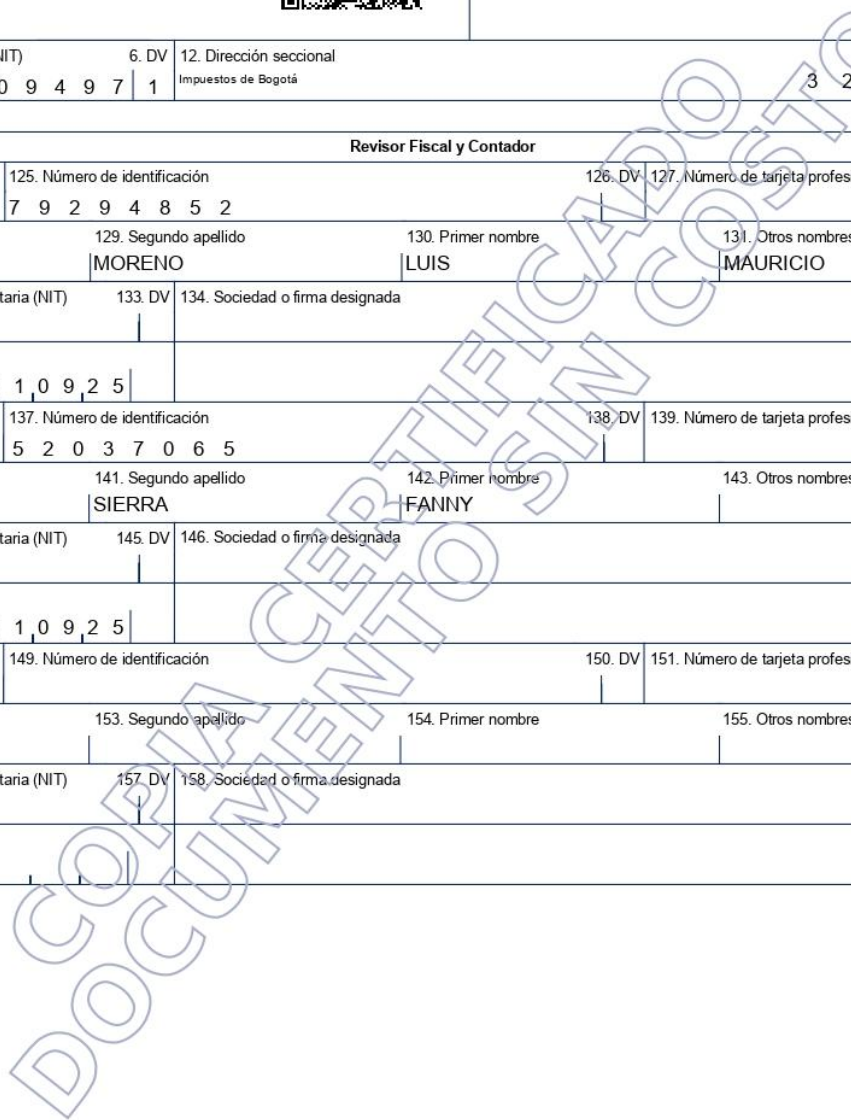 NIT) 6. DV 12. Dirección seccional
0 9 4 9 7 1 Impuestos de Bogotá 3 2
Revisor Fiscal y Contador
125. Número de identificación 126. DV 127. Número de tarjeta profes
7 9 2 9 4 8 5 2
129. Segundo apellido 130. Primer nombre 131. Otros nombres
MORENO LUIS MAURICIO
taria (NIT) 133. DV 134. Sociedad o firma designada
1 0 9 2 5
137. Número de identificación 138. DV 139. Número de tarjeta profes
5 2 0 3 7 0 6 5
141. Segundo apellido 142. Primer nombre 143. Otros nombres
SIERRA FANNY
taria (NIT) 145. DV 146. Sociedad o firma designada
1 0 9 2 5
149. Número de identificación 150. DV 151. Número de tarjeta profes
153. Segundo apellido 154. Primer nombre 155. Otros nombres
taria (NIT) 157. DV 158. Sociedad o firma designada
COPIA CERTIFICADO
DOCUMENTO SIN COSTO